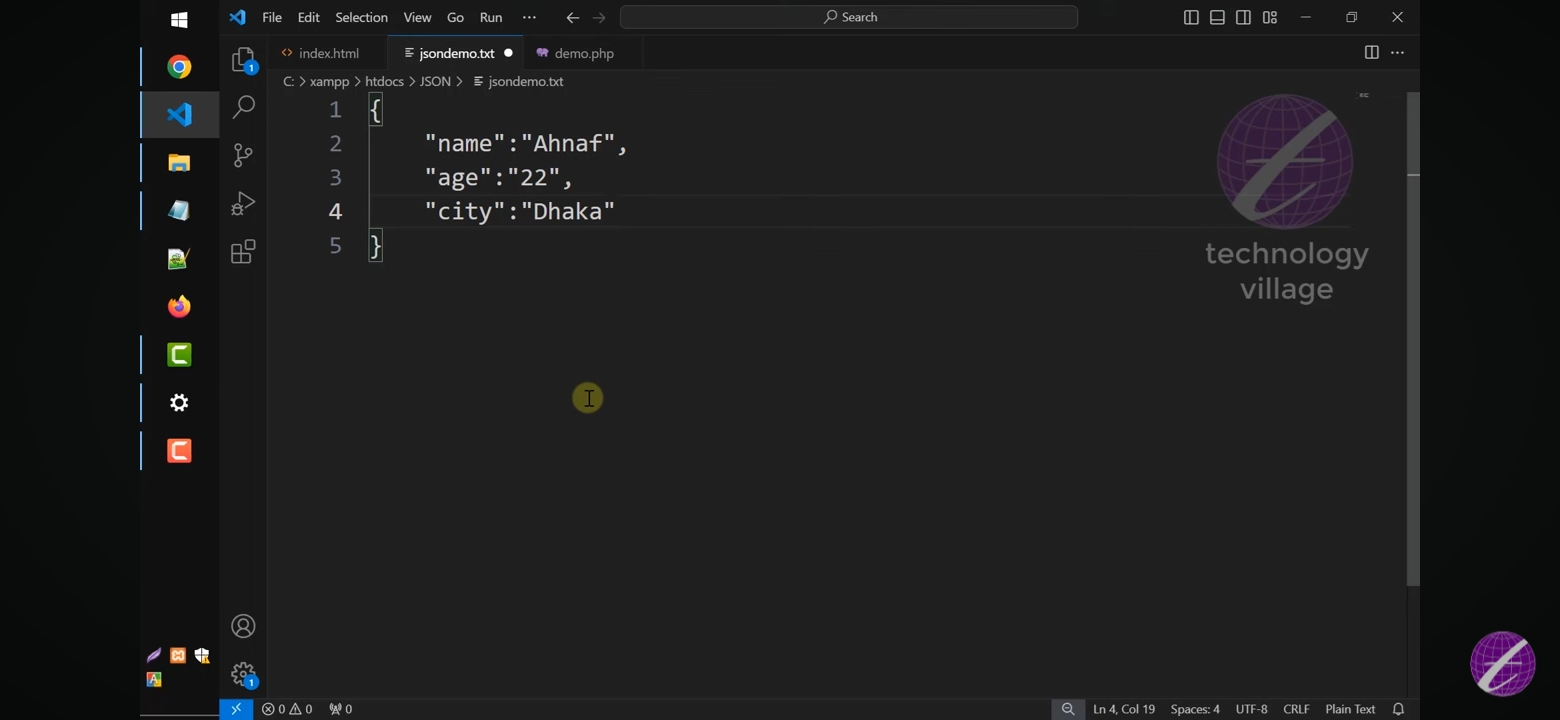 File Edit Selection View Go Run ... Search
index.html jsondemo.txt demo.php
C: > xampp > htdocs > JSON > jsondemo.txt
1 {
2 "name":"Ahnaf",
3 "age":"22",
4 "city":"Dhaka"
5 }
technology
village
1
1
0 0 0 Ln 4, Col 19 Spaces: 4 UTF-8 CRLF Plain Text